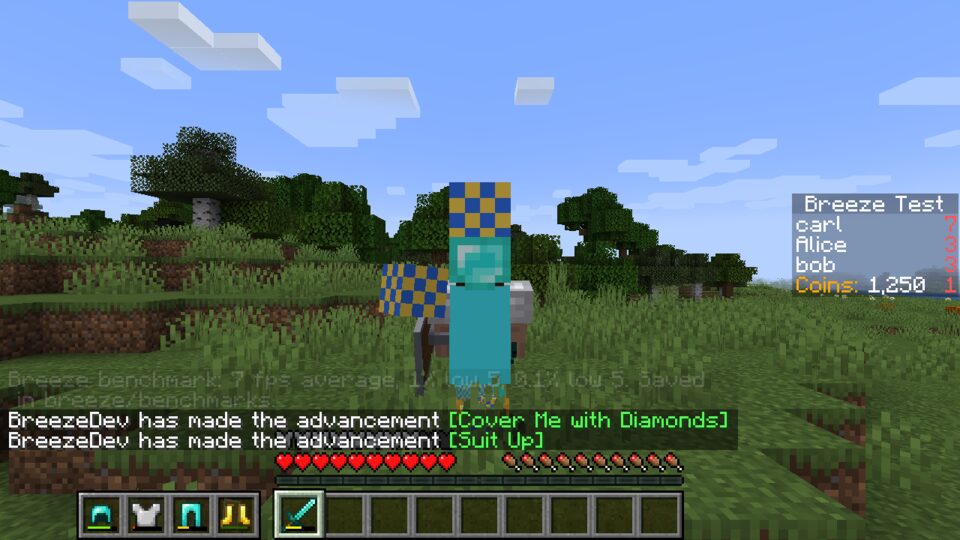 Breeze Test
carl 7
Alice 3
bob 2
Coins: 1,250 1
Breeze benchmark: 7 fps average, 1% low 5, 0.1% low 5. Saved
in breeze/benchmarks
BreezeDev has made the advancement [Cover Me with Diamonds]
BreezeDev has made the advancement [Suit Up]